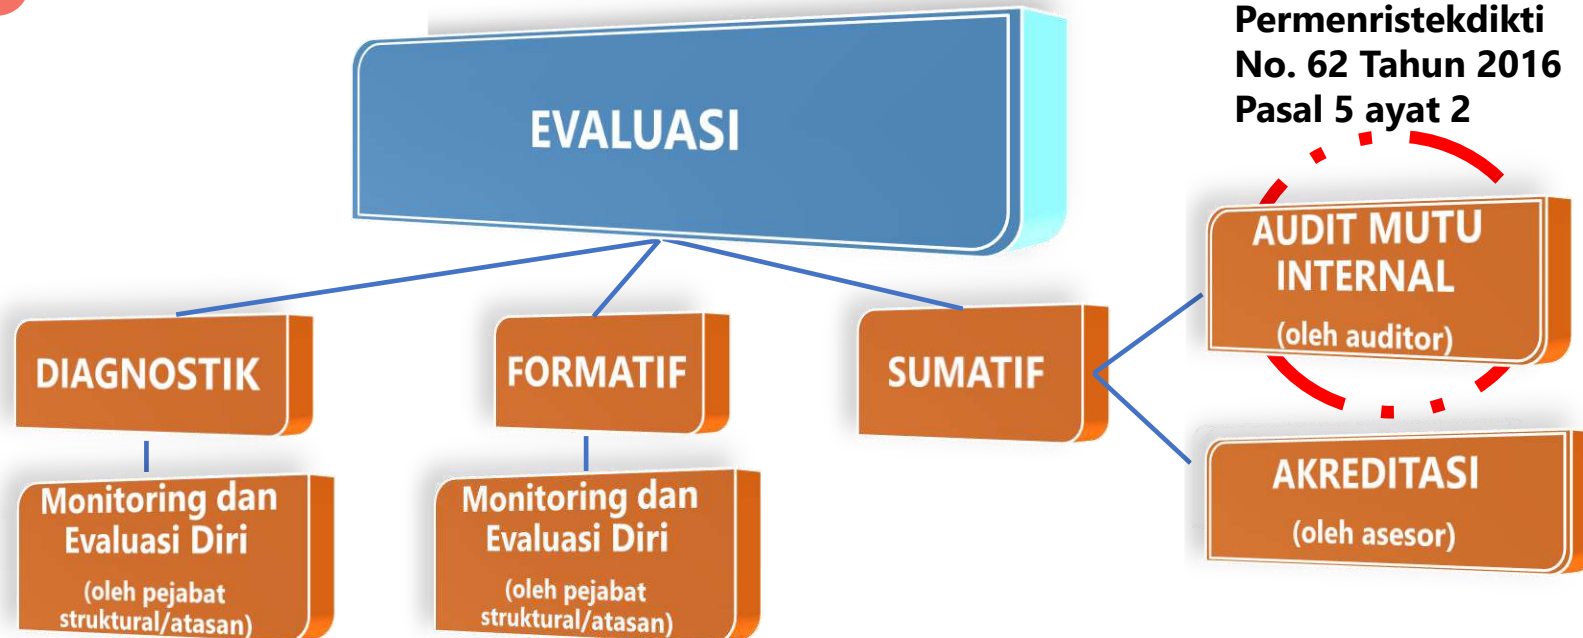 Permenristekdikti
No. 62 Tahun 2016
Pasal 5 ayat 2
EVALUASI
AUDIT MUTU
INTERNAL
(oleh auditor)
DIAGNOSTIK
FORMATIF
SUMATIF
AKREDITASI
(oleh asesor)
Monitoring dan
Evaluasi Diri
(oleh pejabat
struktural/atasan)
Monitoring dan
Evaluasi Diri
(oleh pejabat
struktural/atasan)